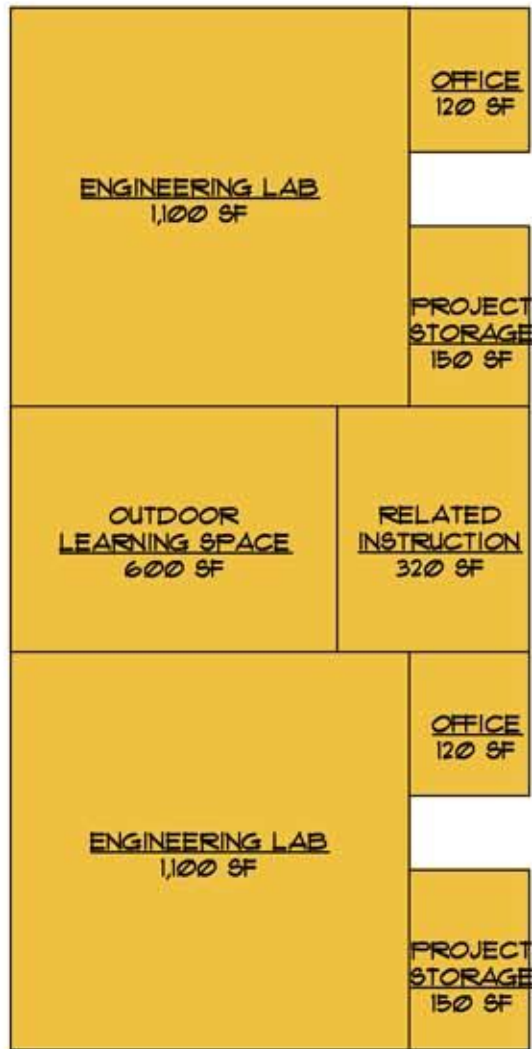 OFFICE
120 SF
ENGINEERING LAB
1,100 SF
PROJECT
STORAGE
150 SF
OUTDOOR
LEARNING SPACE
600 SF
RELATED
INSTRUCTION
320 SF
OFFICE
120 SF
ENGINEERING LAB
1,100 SF
PROJECT
STORAGE
150 SF